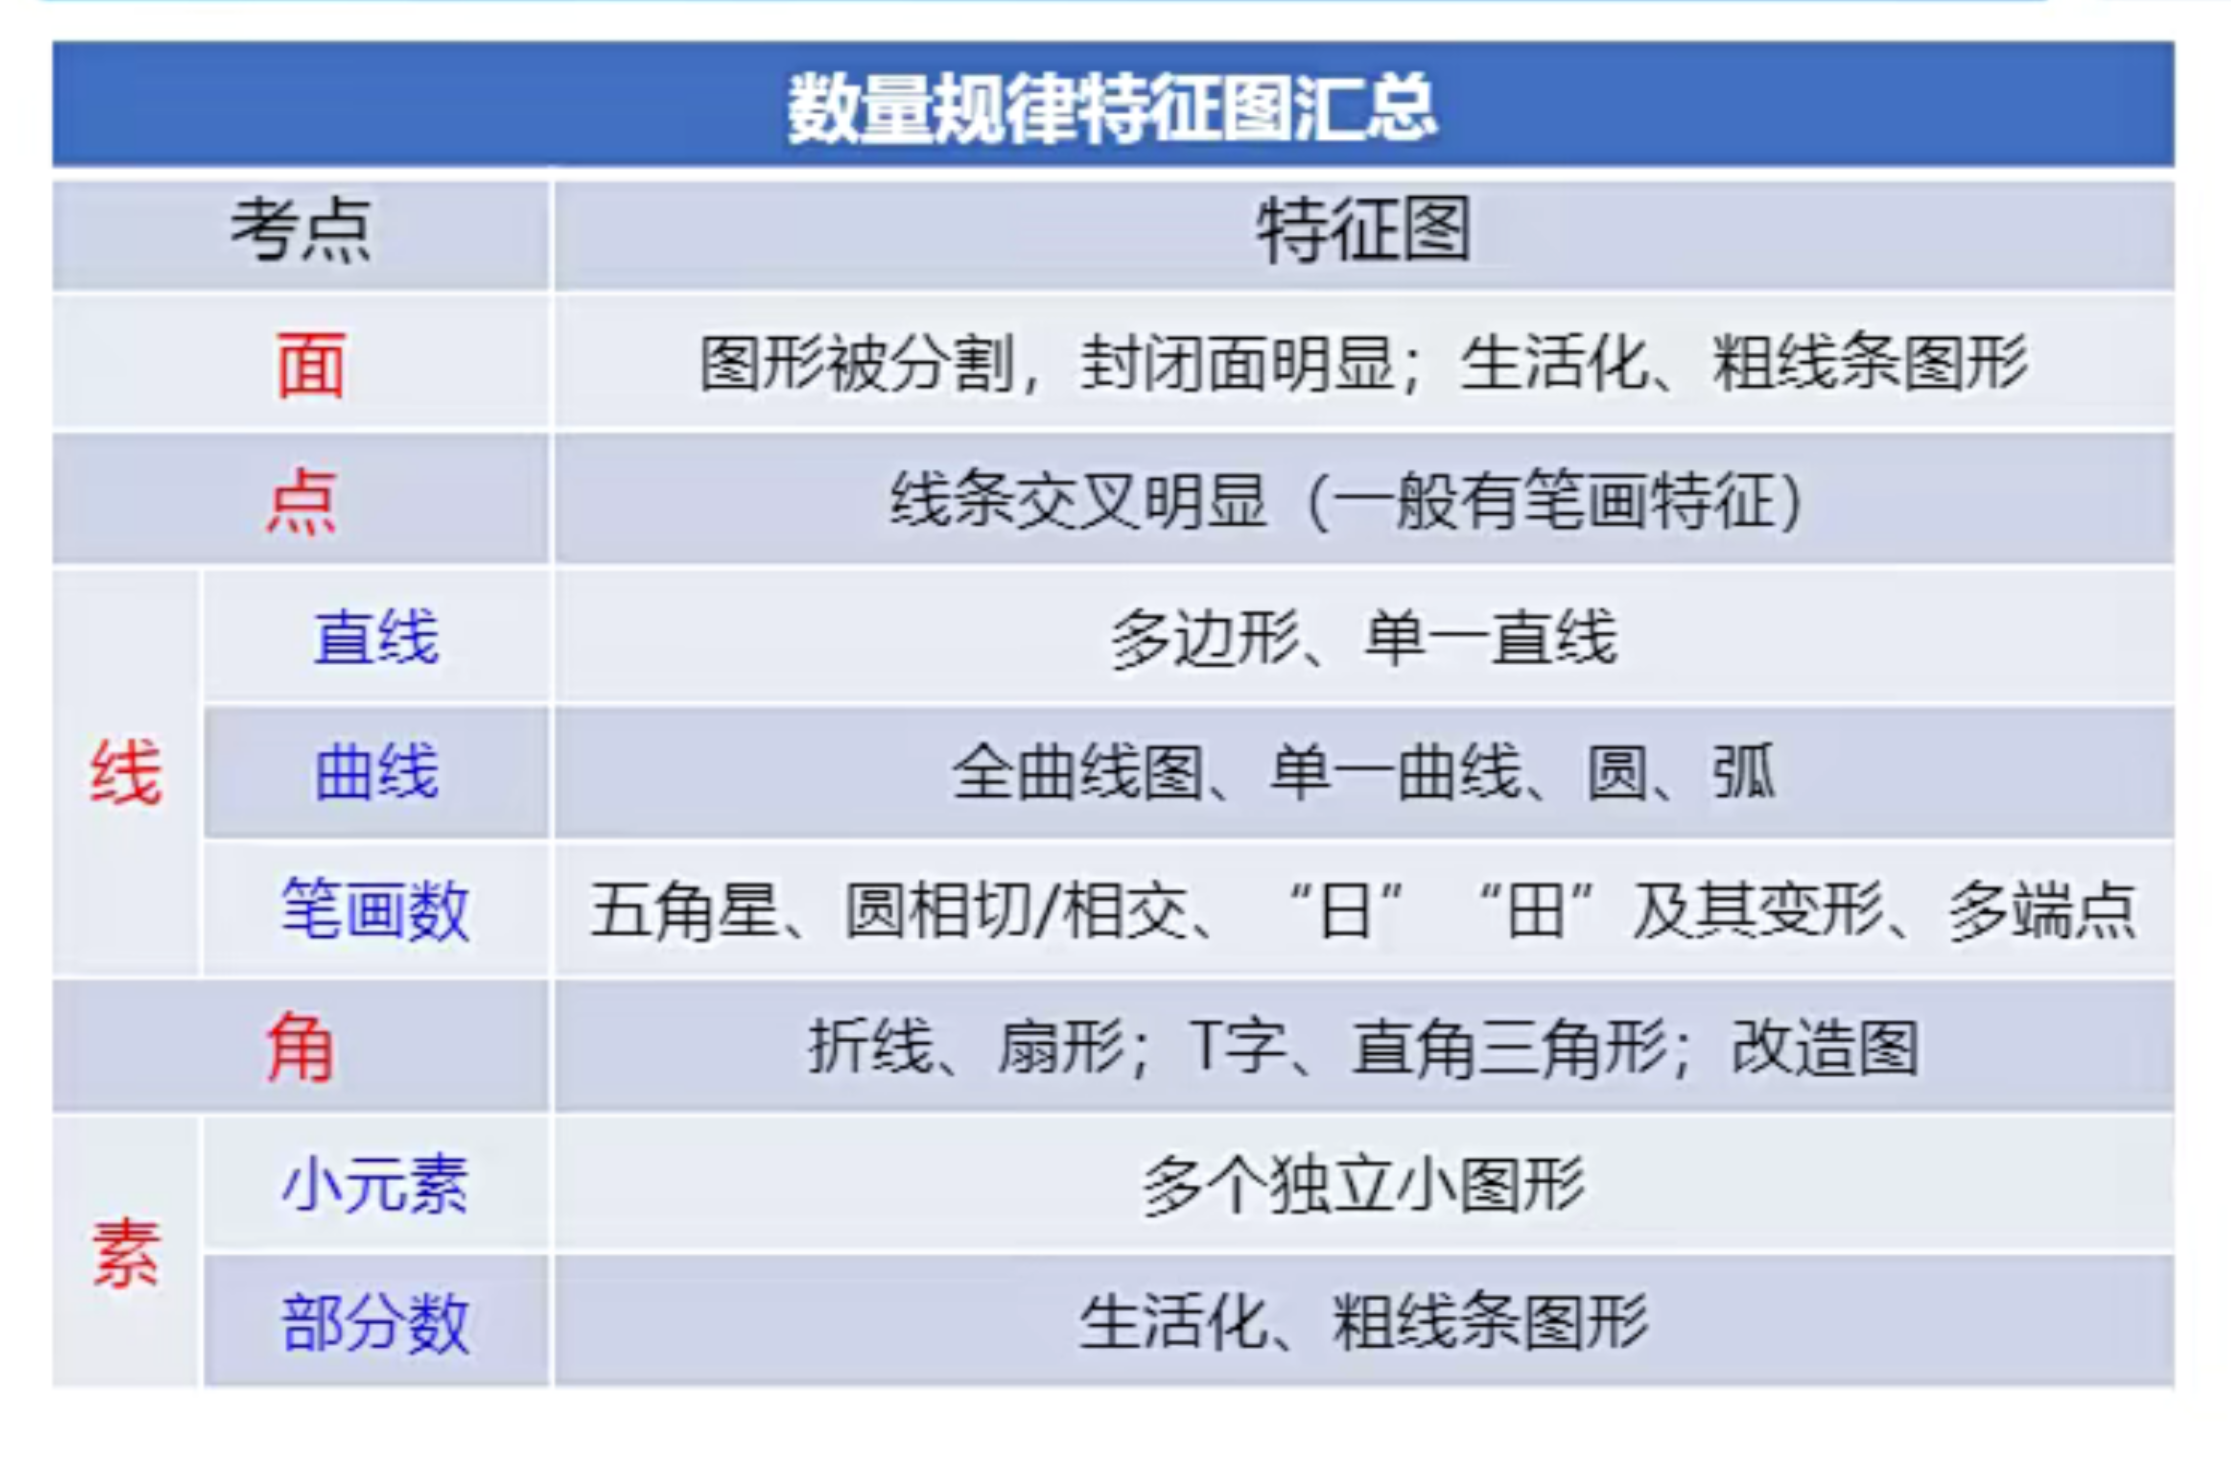 数量规律特征图汇总
考点 特征图
面 图形被分割，封闭面明显；生活化、粗线条图形
点 线条交叉明显（一般有笔画特征）
线
直线 多边形、单一直线
曲线 全曲线图、单一曲线、圆、弧
笔画数 五角星、圆相切/相交、“日”“田”及其变形、多端点
角 折线、扇形；T字、直角三角形；改造图
素
小元素 多个独立小图形
部分数 生活化、粗线条图形